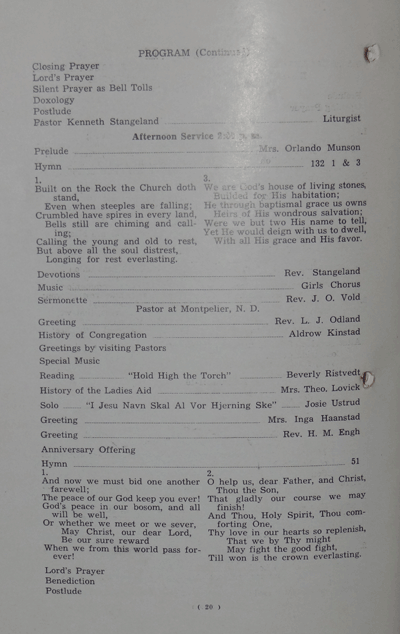 PROGRAM (Continued)
Closing Prayer
Lord's Prayer
Silent Prayer as Bell Tolls
Doxology
Postlude
Pastor Kenneth Stangeland Liturgist
Afternoon Service
Prelude Mrs. Orlando Munson
Hymn 132 1 & 3
1.
Built on the Rock the Church doth
stand,
Even when steeples are falling;
Crumbled have spires in every land,
Bells still are chiming and call-
ing;
Calling the young and old to rest,
But above all the soul distrest,
Longing for rest everlasting.
3.
We are God's house of living stones,
Builded for His habitation;
He through baptismal grace us owns
Heirs of His wondrous salvation;
Were we but two His name to tell,
Yet He would deign with us to dwell,
With all His grace and His favor.
Devotions Rev. Stangeland
Music Girls Chorus
Sermonette Rev. J. O. Vold
Pastor at Montpelier, N. D.
Greeting Rev. L. J. Odland
History of Congregation Aldrow Kinstad
Greetings by visiting Pastors
Special Music
Reading "Hold High the Torch" Beverly Ristvedt
History of the Ladies Aid Mrs. Theo. Lovick
Solo "I Jesu Navn Skal Al Vor Hjerning Ske" Josie Ustrud
Greeting Mrs. Inga Haanstad
Greeting Rev. H. M. Engh
Anniversary Offering
Hymn 51
1.
And now we must bid one another
farewell;
The peace of our God keep you ever!
God's peace in our bosom, and all
will be well,
Or whether we meet or we sever,
May Christ, our dear Lord,
Be our sure reward
When we from this world pass for-
ever!
2.
O help us, dear Father, and Christ,
Thou the Son,
That gladly our course we may
finish!
And Thou, Holy Spirit, Thou com-
forting One,
Thy love in our hearts so replenish,
That we by Thy might
May fight the good fight,
Till won is the crown everlasting.
Lord's Prayer
Benediction
Postlude
( 20 )